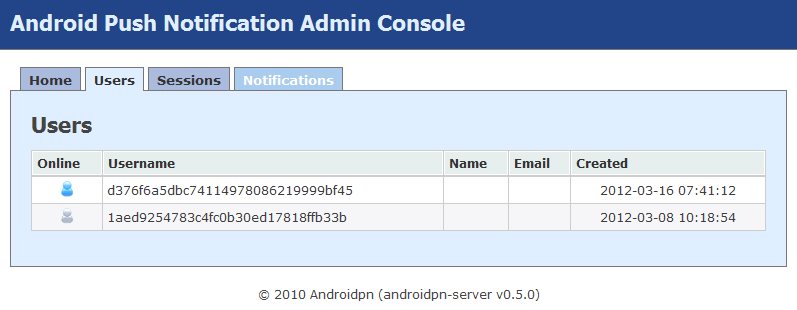 Android Push Notification Admin Console
Home Users Sessions Notifications
Users
Online Username Name Email Created
d376f6a5dbc74114978086219999bf45 2012-03-16 07:41:12
1aed9254783c4fc0b30ed17818ffb33b 2012-03-08 10:18:54
© 2010 Androidpn (androidpn-server v0.5.0)